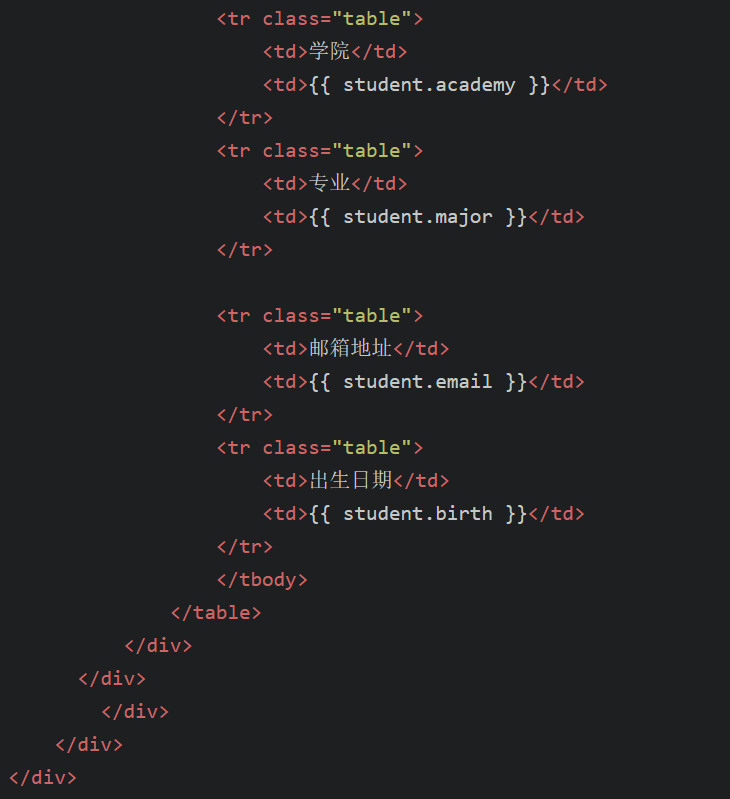 <tr class="table">
<td>学院</td>
<td>{{ student.academy }}</td>
</tr>
<tr class="table">
<td>专业</td>
<td>{{ student.major }}</td>
</tr>
<tr class="table">
<td>邮箱地址</td>
<td>{{ student.email }}</td>
</tr>
<tr class="table">
<td>出生日期</td>
<td>{{ student.birth }}</td>
</tr>
</tbody>
</table>
</div>
</div>
</div>
</div>
</div>